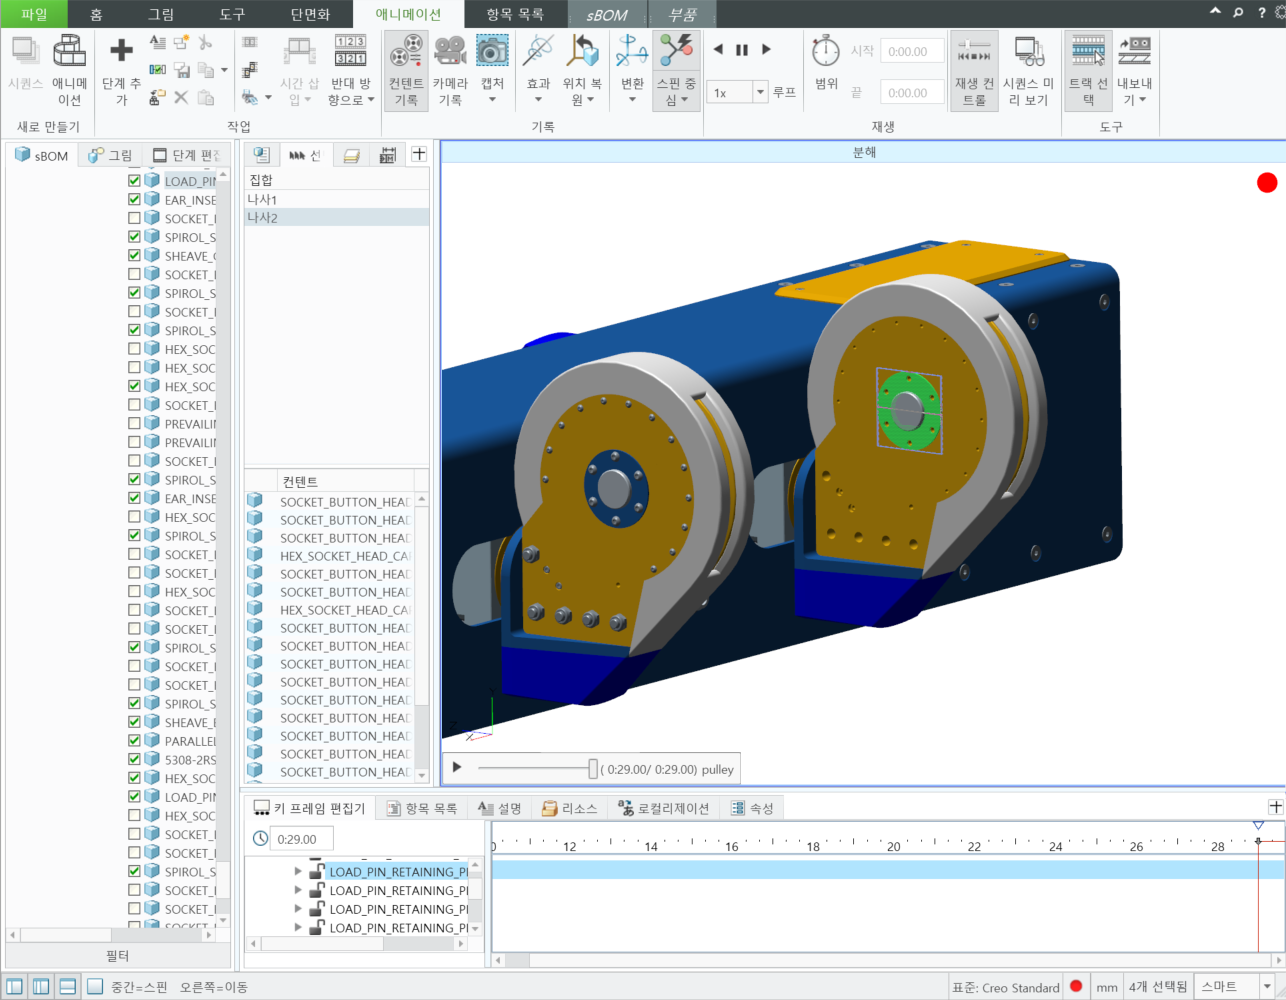 파일 홈 그림 도구 단면화 애니메이션 항목 목록 sBOM 부품
시퀀스
애니메이션
새로 만들기
단계 추가
시간 삽입
반대 방향으로
작업
컨텐트 기록
카메라 기록
캡처
효과
위치 복원
변환
스핀 중심
기록
1x
루프
범위
시작 0:00.00
끝 0:00.00
재생 컨트롤
시퀀스 미리 보기
재생
트랙 선택
내보내기
도구
sBOM 그림 단계 편집
LOAD_PIN
EAR_INSE
SOCKET_
SPIROL_S
SHEAVE_
SOCKET_
SPIROL_S
SOCKET_
SPIROL_S
HEX_SOC
HEX_SOC
HEX_SOC
SOCKET_
PREVAILIN
PREVAILIN
SOCKET_
SPIROL_S
EAR_INSE
HEX_SOC
SPIROL_S
SOCKET_
SOCKET_
HEX_SOC
SOCKET_
SOCKET_
SPIROL_S
SOCKET_
SOCKET_
SPIROL_S
SHEAVE_
PARALLEL
5308-2RS
HEX_SOC
LOAD_PIN
HEX_SOC
SOCKET_
SOCKET_
SPIROL_S
SOCKET_
SOCKET_
필터
선
집합
나사1
나사2
컨텐트
SOCKET_BUTTON_HEAD
SOCKET_BUTTON_HEAD
SOCKET_BUTTON_HEAD
HEX_SOCKET_HEAD_CA
SOCKET_BUTTON_HEAD
SOCKET_BUTTON_HEAD
HEX_SOCKET_HEAD_CA
SOCKET_BUTTON_HEAD
SOCKET_BUTTON_HEAD
SOCKET_BUTTON_HEAD
SOCKET_BUTTON_HEAD
SOCKET_BUTTON_HEAD
SOCKET_BUTTON_HEAD
SOCKET_BUTTON_HEAD
SOCKET_BUTTON_HEAD
SOCKET_BUTTON_HEAD
분해
Z X
( 0:29.00/ 0:29.00) pulley
키 프레임 편집기 항목 목록 설명 리소스 로컬리제이션 속성
0:29.00
LOAD_PIN_RETAINING_P
LOAD_PIN_RETAINING_P
LOAD_PIN_RETAINING_P
LOAD_PIN_RETAINING_P
0 12 14 16 18 20 22 24 26 28
중간=스핀 오른쪽=이동
표준: Creo Standard mm 4개 선택됨 스마트